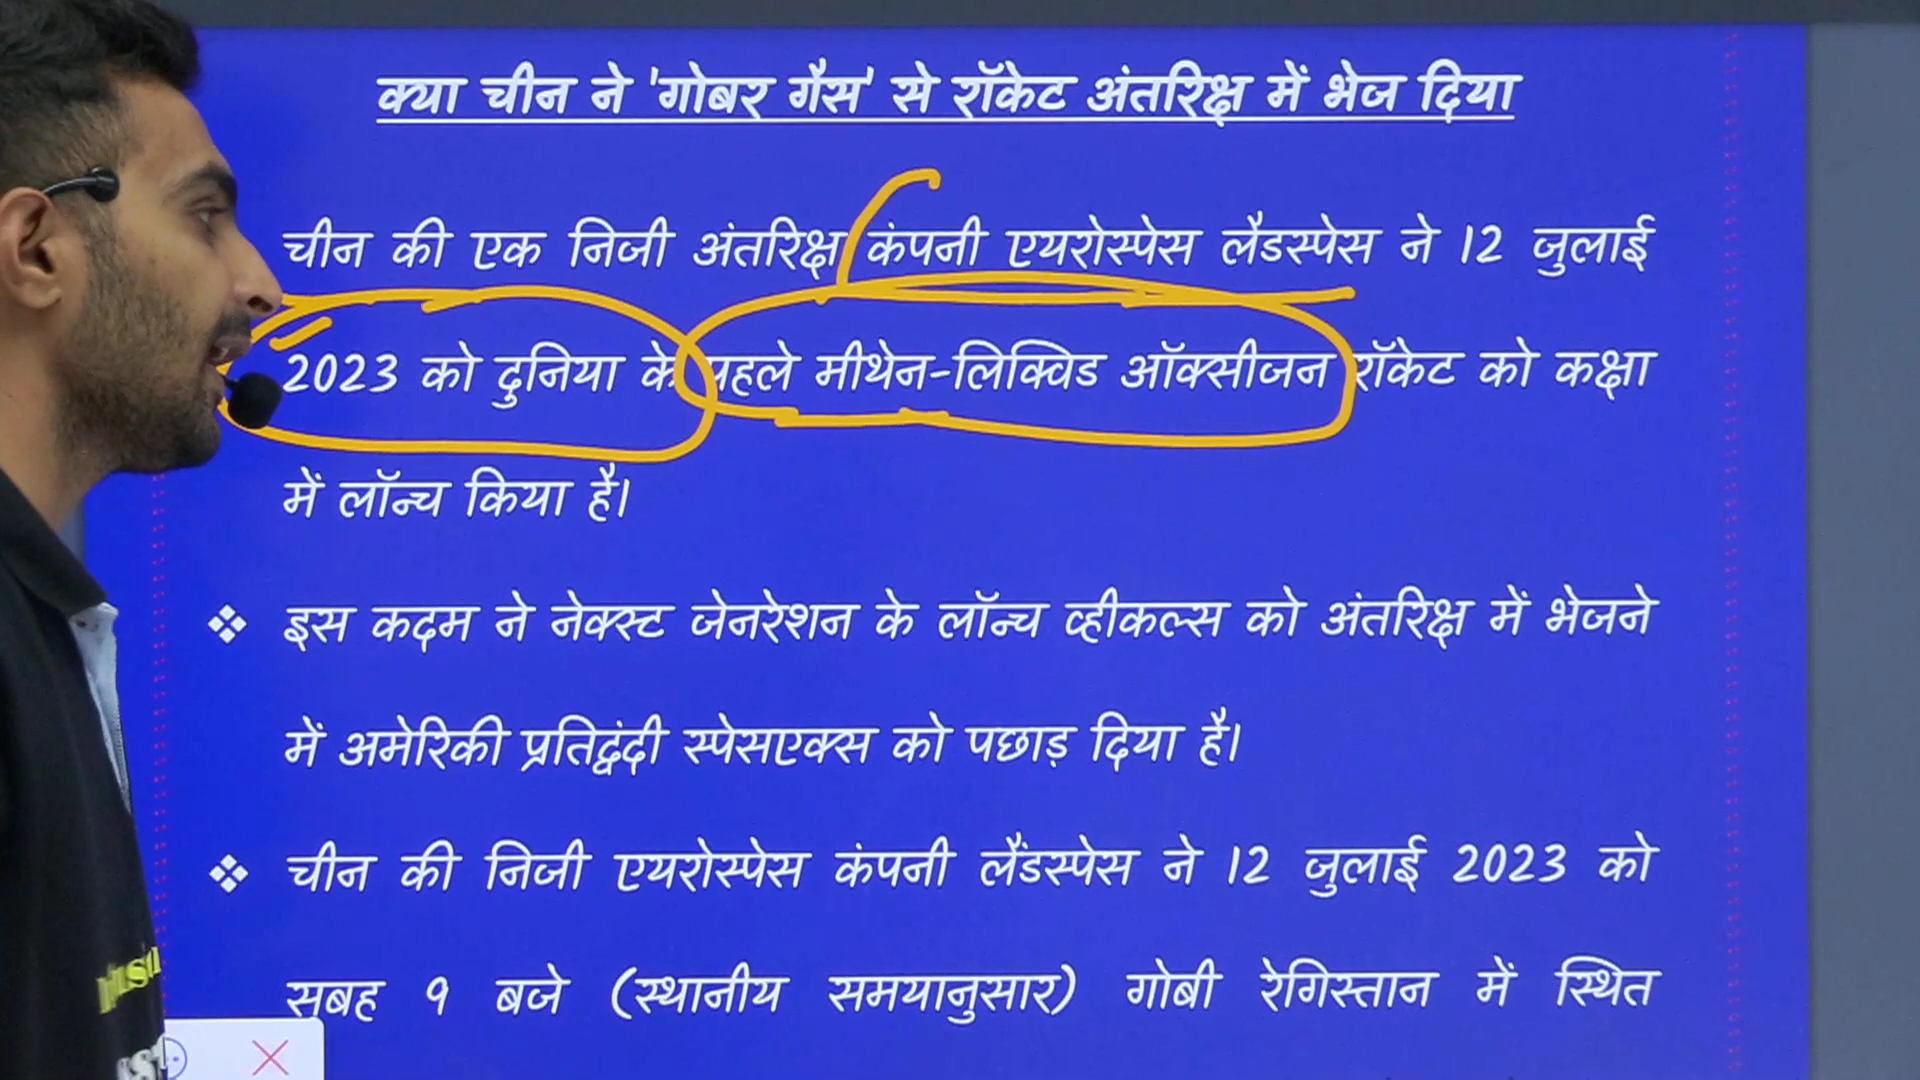 क्या चीन ने 'गोबर गैस' से रॉकेट अंतरिक्ष में भेज दिया
चीन की एक निजी अंतरिक्ष कंपनी एयरोस्पेस लैडस्पेस ने 12 जुलाई
2023 को दुनिया के पहले मीथेन-लिक्विड ऑक्सीजन रॉकेट को कक्षा
में लॉन्च किया है।
❖ इस कदम ने नेक्स्ट जेनरेशन के लॉन्च व्हीकल्स को अंतरिक्ष में भेजने
में अमेरिकी प्रतिद्वंदी स्पेसएक्स को पछाड़ दिया है।
❖ चीन की निजी एयरोस्पेस कंपनी लैंडस्पेस ने 12 जुलाई 2023 को
सुबह 9 बजे (स्थानीय समयानुसार) गोबी रेगिस्तान में स्थित